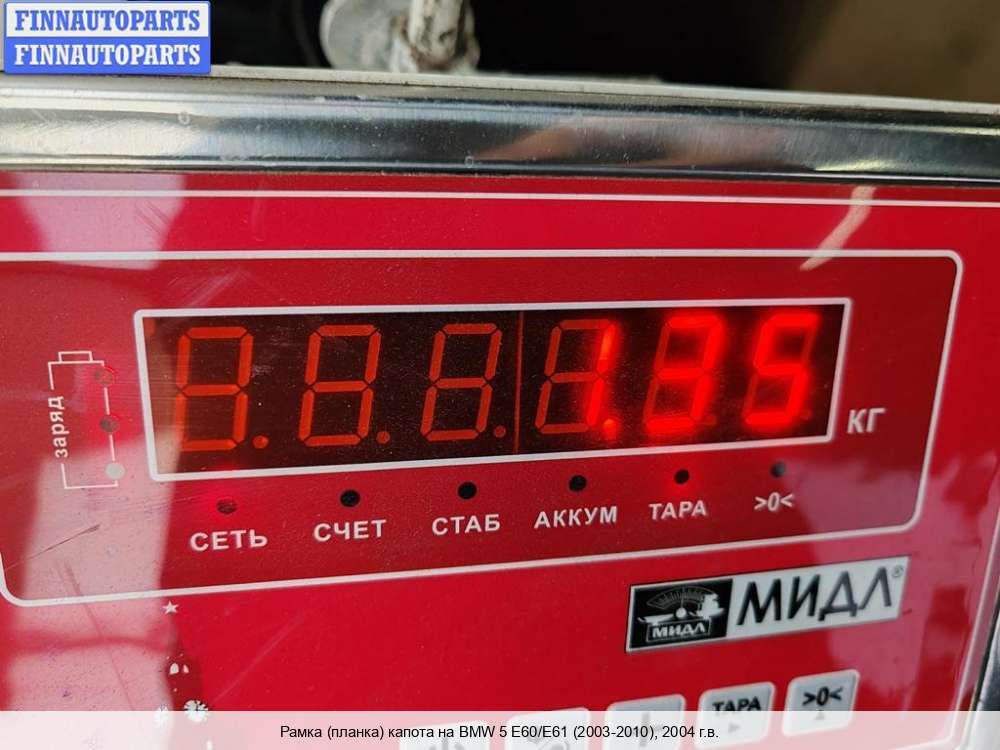 FINNAUTOPARTS
FINNAUTOPARTS
заряд
1.35
КГ
СЕТЬ СЧЕТ СТАБ АККУМ ТАРА >0<
МИДЛ МИДЛ®
ТАРА >0<
Рамка (планка) капота на BMW 5 E60/E61 (2003-2010), 2004 г.в.